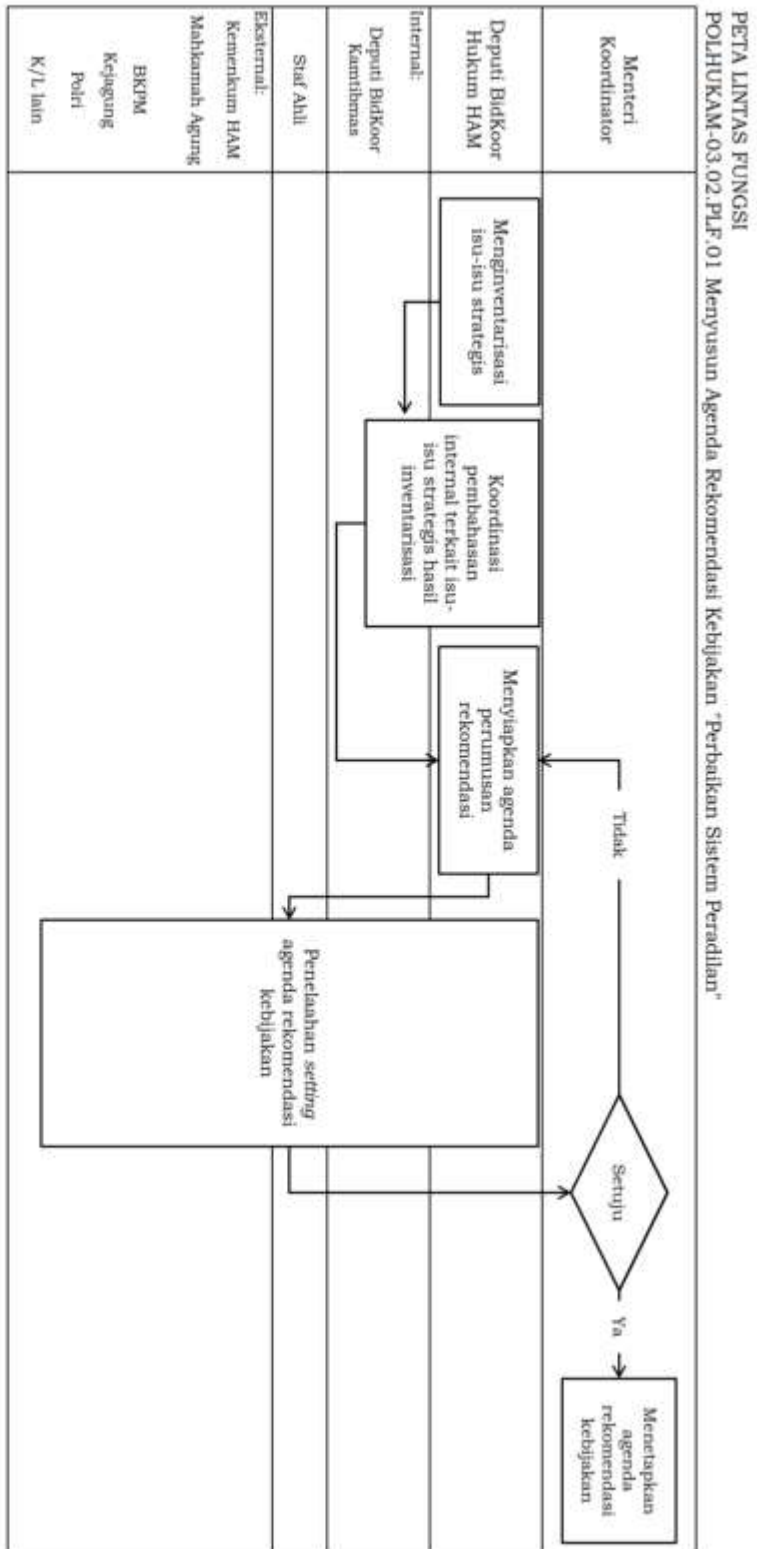 PETA LINTAS FUNGSI
POLHUKAM-03.02.PLF.01 Menyusun Agenda Rekomendasi Kebijakan "Perbaikan Sistem Peradilan"
Menteri
Koordinator
Tidak
Setuju
Ya
Menetapkan
agenda
rekomendasi
kebijakan
Deputi BidKoor
Hukum HAM
Menginventarisasi
isu-isu strategis
Koordinasi
pembahasan
internal terkait isu-
isu strategis hasil
inventarisasi
Menyiapkan agenda
perumusan
rekomendasi
Penelaahan setting
agenda rekomendasi
kebijakan
Internal:
Deputi BidKoor
Kamtibmas
Staf Ahli
Eksternal:
Kemenkum HAM
Mahkamah Agung
BKPM
Kejagung
Polri
K/L lain